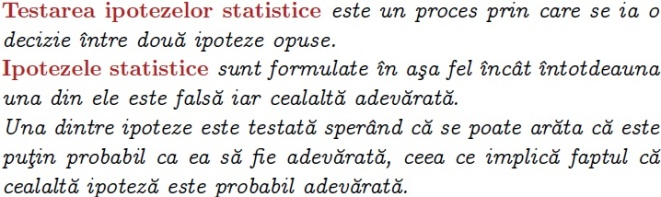 Testarea ipotezelor statistice este un proces prin care se ia o
decizie între două ipoteze opuse.
Ipotezele statistice sunt formulate în aşa fel încât întotdeauna
una din ele este falsă iar cealaltă adevărată.
Una dintre ipoteze este testată sperând că se poate arăta că este
puţin probabil ca ea să fie adevărată, ceea ce implică faptul că
cealaltă ipoteză este probabil adevărată.